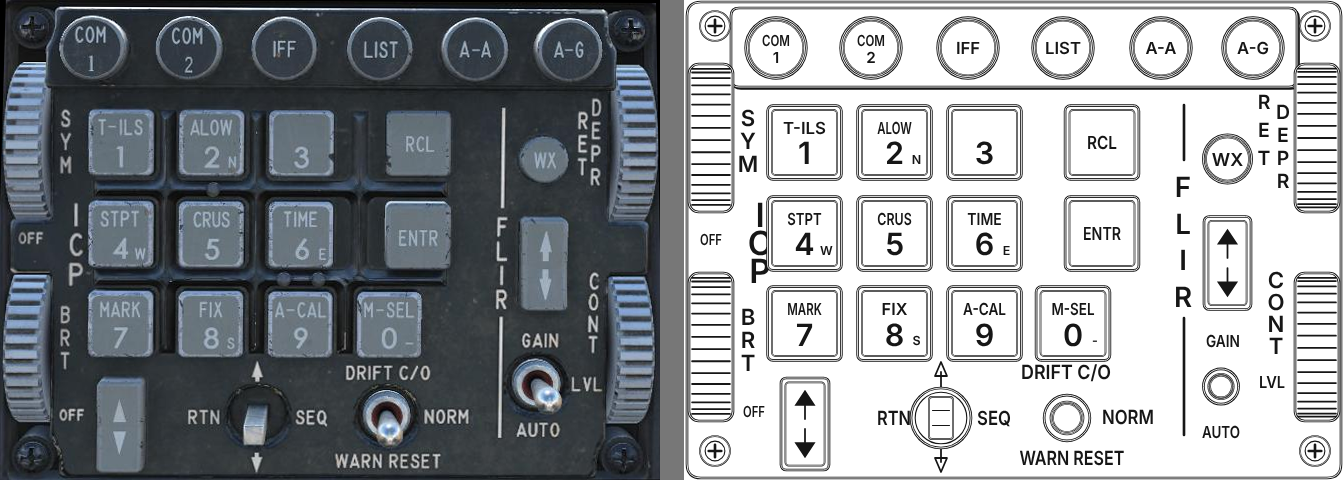 COM
1
COM
2
IFF
LIST
A-A
A-G
SYM
T-ILS
1
ALOW
2 N
3
RCL
RET
DEPR
WX
OFF
ICP
STPT
4 W
CRUS
5
TIME
6 E
ENTR
FLIR
CONT
BRT
MARK
7
FIX
8 S
A-CAL
9
M-SEL
0 -
GAIN
LVL
AUTO
OFF
RTN
SEQ
DRIFT C/O
NORM
WARN RESET
COM
1
COM
2
IFF
LIST
A-A
A-G
SYM
T-ILS
1
ALOW
2 N
3
RCL
RET
DEPR
WX
OFF
ICP
STPT
4 W
CRUS
5
TIME
6 E
ENTR
FLIR
CONT
BRT
MARK
7
FIX
8 S
A-CAL
9
M-SEL
0 -
GAIN
LVL
AUTO
OFF
RTN
SEQ
DRIFT C/O
NORM
WARN RESET